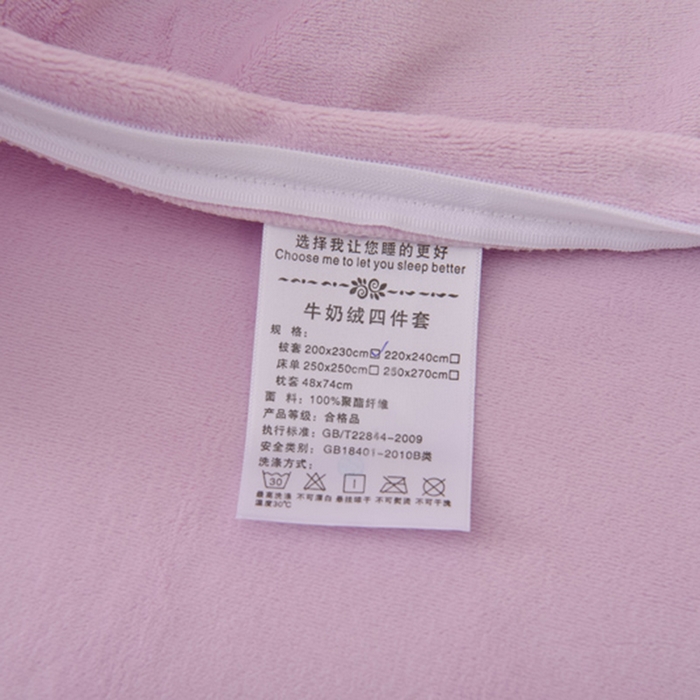 选择我让您睡的更好
Choose me to let you sleep better
牛奶绒四件套
规 格：
被套 200x230cm☑ 220x240cm□
床单 250x250cm□ 250x270cm□
枕套 48x74cm
面 料：100%聚酯纤维
产品等级：合格品
执行标准：GB/T22844-2009
安全类别：GB18401-2010B类
洗涤方式：
30
最高洗涤温度30℃
不可漂白
悬挂晾干
不可熨烫
不可干洗